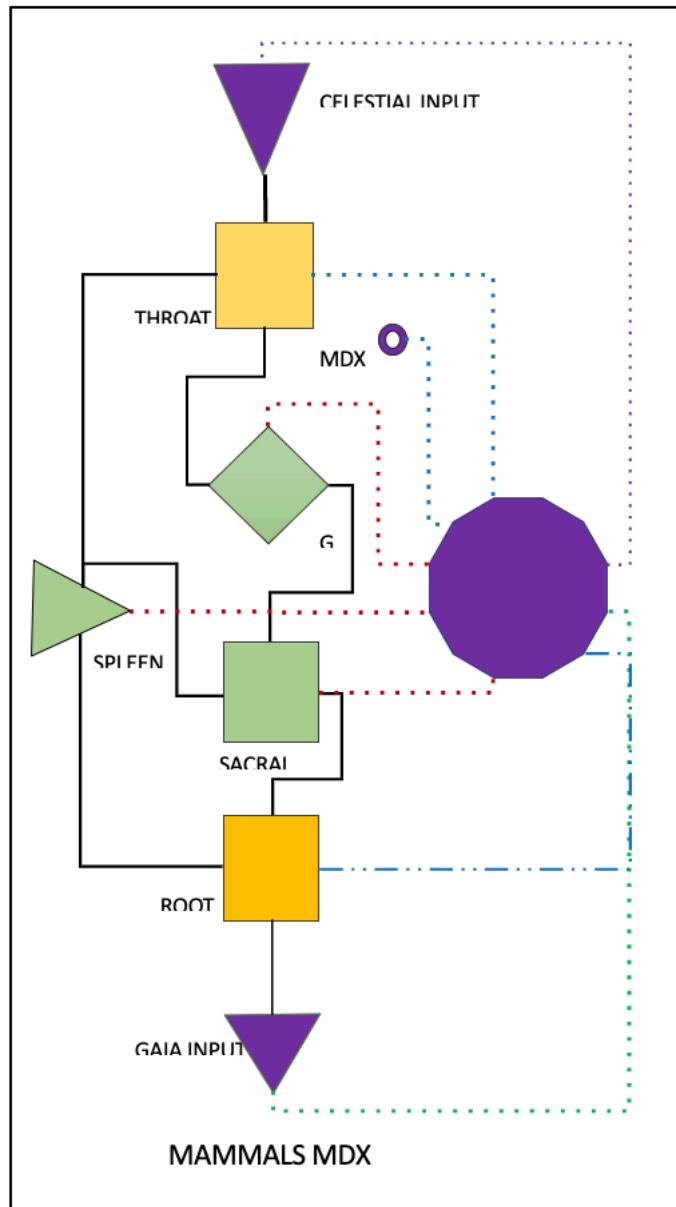 CELESTIAL INPUT
THROAT
MDX
G
SPLEEN
SACRAL
ROOT
GAIA INPUT
MAMMALS MDX